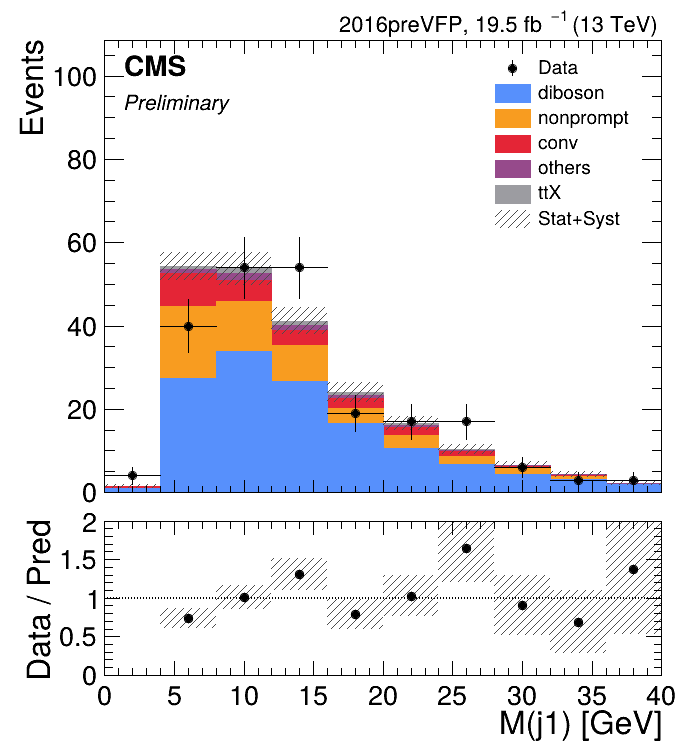 2016preVFP, 19.5 fb⁻¹ (13 TeV)
Events
CMS
Preliminary
Data
diboson
nonprompt
conv
others
ttX
Stat+Syst
100
80
60
40
20
0
Data / Pred
2
1.5
1
0.5
0
0 5 10 15 20 25 30 35 40
M(j1) [GeV]